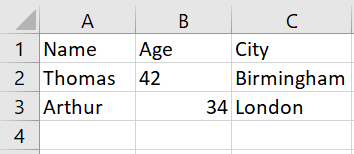 A B C
1 Name Age City
2 Thomas 42 Birmingham
3 Arthur 34 London
4